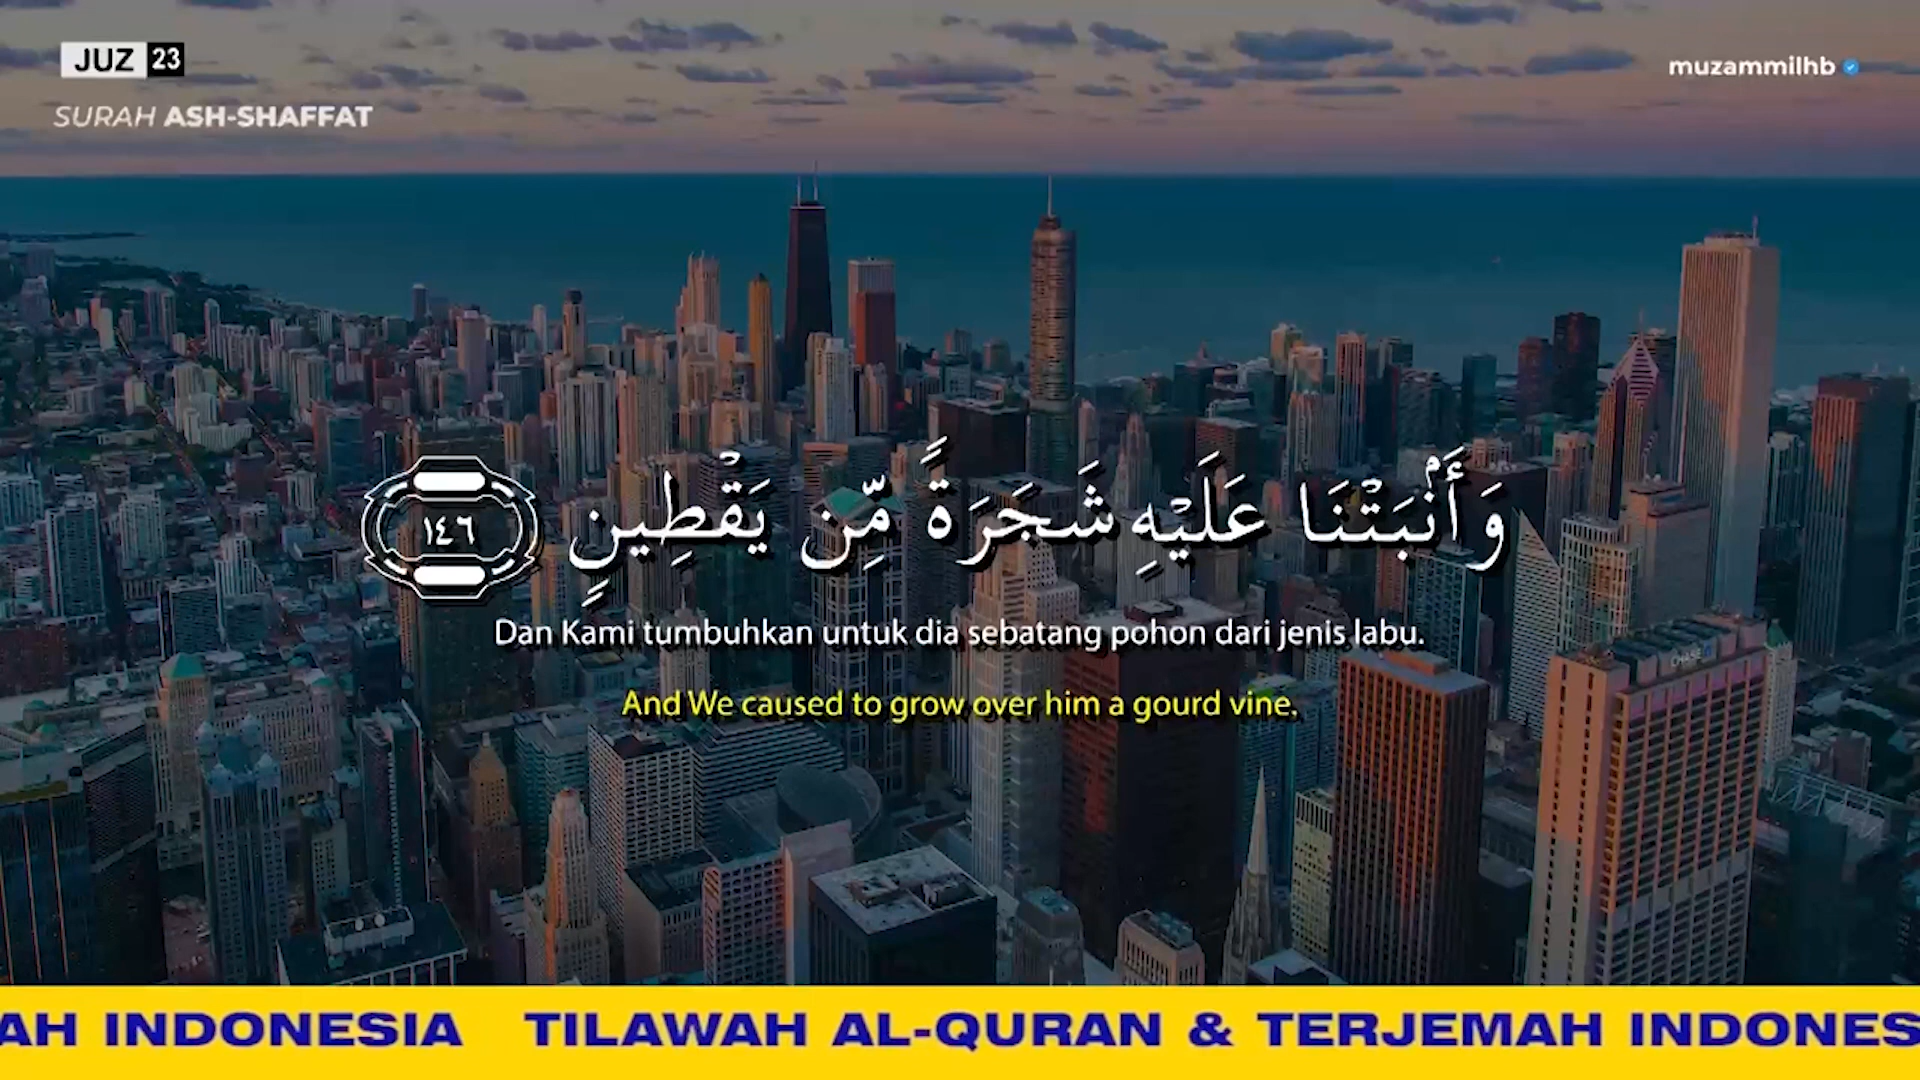 JUZ 23
muzammilhb
SURAH ASH-SHAFFAT
وَأَنۢبَتْنَا عَلَيْهِ شَجَرَةً مِّن يَقْطِينٍ ١٤٦
Dan Kami tumbuhkan untuk dia sebatang pohon dari jenis labu.
And We caused to grow over him a gourd vine.
CHASE
AH INDONESIA TILAWAH AL-QURAN & TERJEMAH INDONES